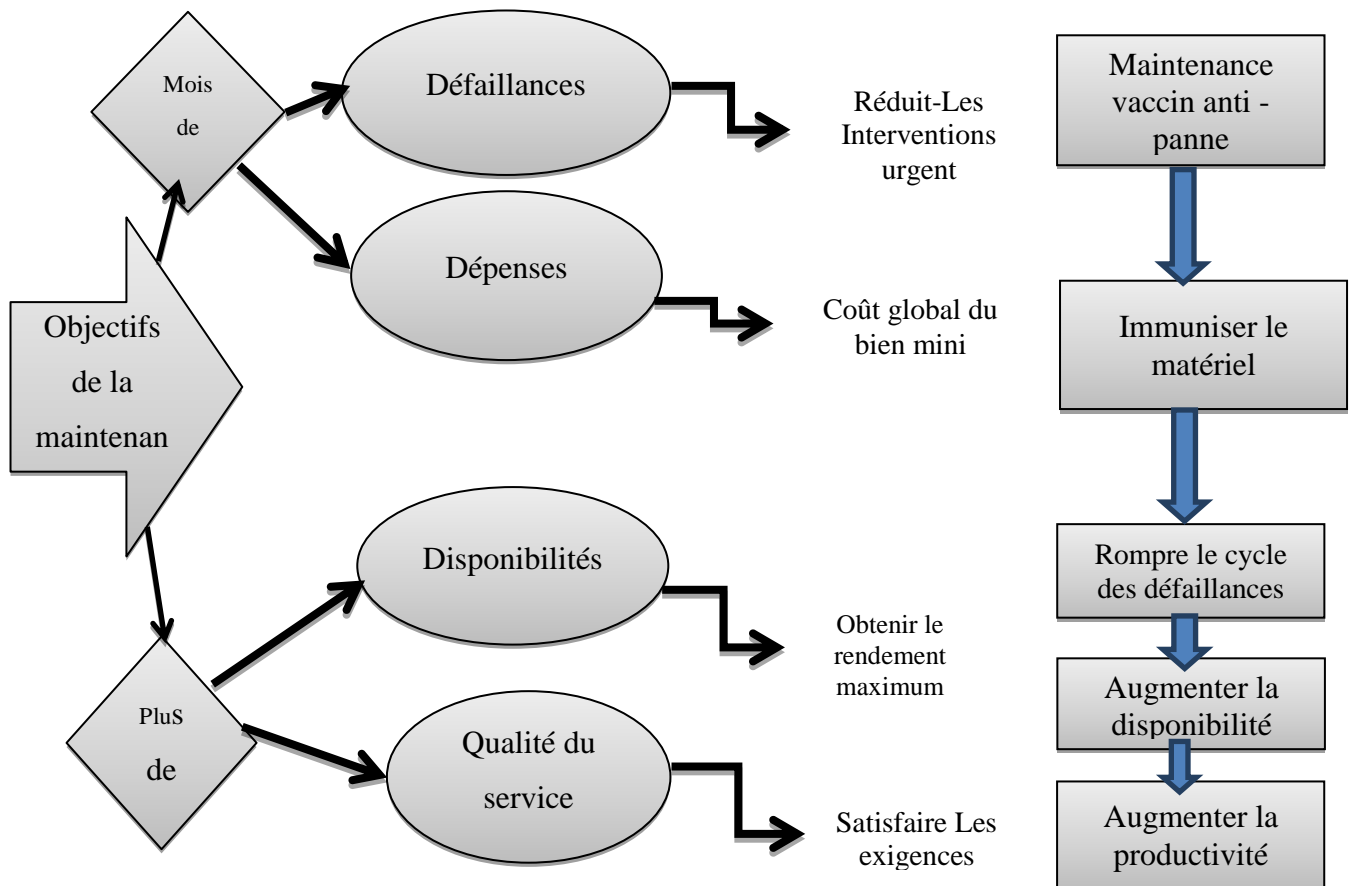 Mois
de
Défaillances
Réduit-Les
Interventions
urgent
Dépenses
Coût global du
bien mini
Objectifs
de la
maintenan
Disponibilités
Obtenir le
rendement
maximum
PluS
de
Qualité du
service
Satisfaire Les
exigences
Maintenance
vaccin anti -
panne
Immuniser le
matériel
Rompre le cycle
des défaillances
Augmenter la
disponibilité
Augmenter la
productivité